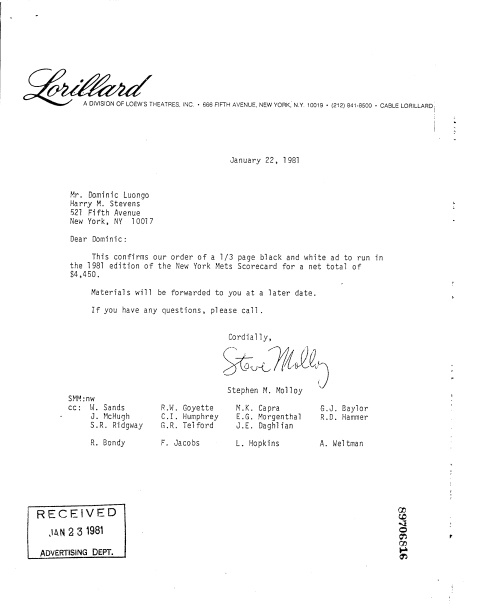 Lorillard
A DIVISION OF LOEW'S THEATRES, INC. • 666 FIFTH AVENUE, NEW YORK, N.Y. 10019 • (212) 841-8500 • CABLE LORILLARD
January 22, 1981
Mr. Dominic Luongo
Harry M. Stevens
521 Fifth Avenue
New York, NY 10017
Dear Dominic:
This confirms our order of a 1/3 page black and white ad to run in
the 1981 edition of the New York Mets Scorecard for a net total of
$4,450.
Materials will be forwarded to you at a later date.
If you have any questions, please call.
Cordially,
Steve Molloy
Stephen M. Molloy
SMM:nw
cc: W. Sands R.W. Goyette M.K. Capra G.J. Baylor
J. McHugh C.I. Humphrey E.G. Morgenthal R.D. Hammer
S.R. Ridgway G.R. Telford J.E. Daghlian
R. Bondy F. Jacobs L. Hopkins A. Weltman
RECEIVED
JAN 23 1981
ADVERTISING DEPT.
89706816